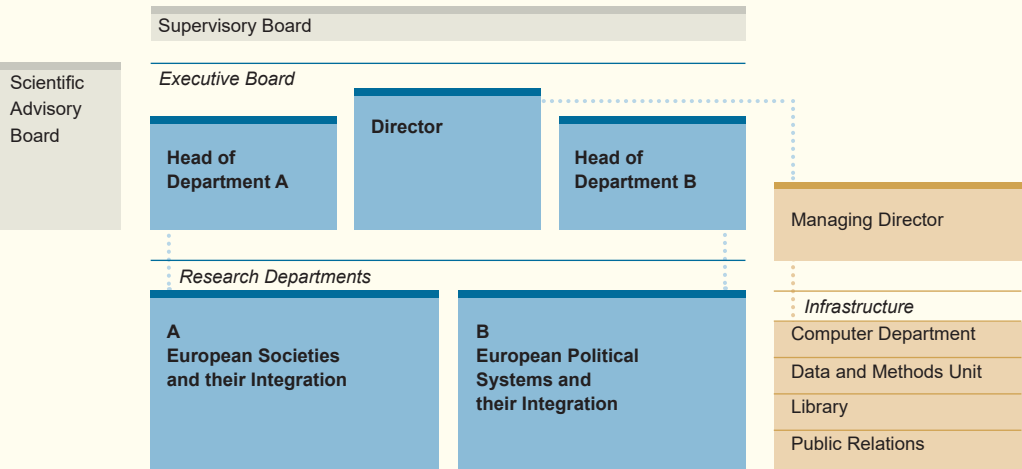 Supervisory Board
Scientific
Advisory
Board
Executive Board
Director
Head of
Department A
Head of
Department B
Managing Director
Research Departments
A
European Societies
and their Integration
B
European Political
Systems and
their Integration
Infrastructure
Computer Department
Data and Methods Unit
Library
Public Relations